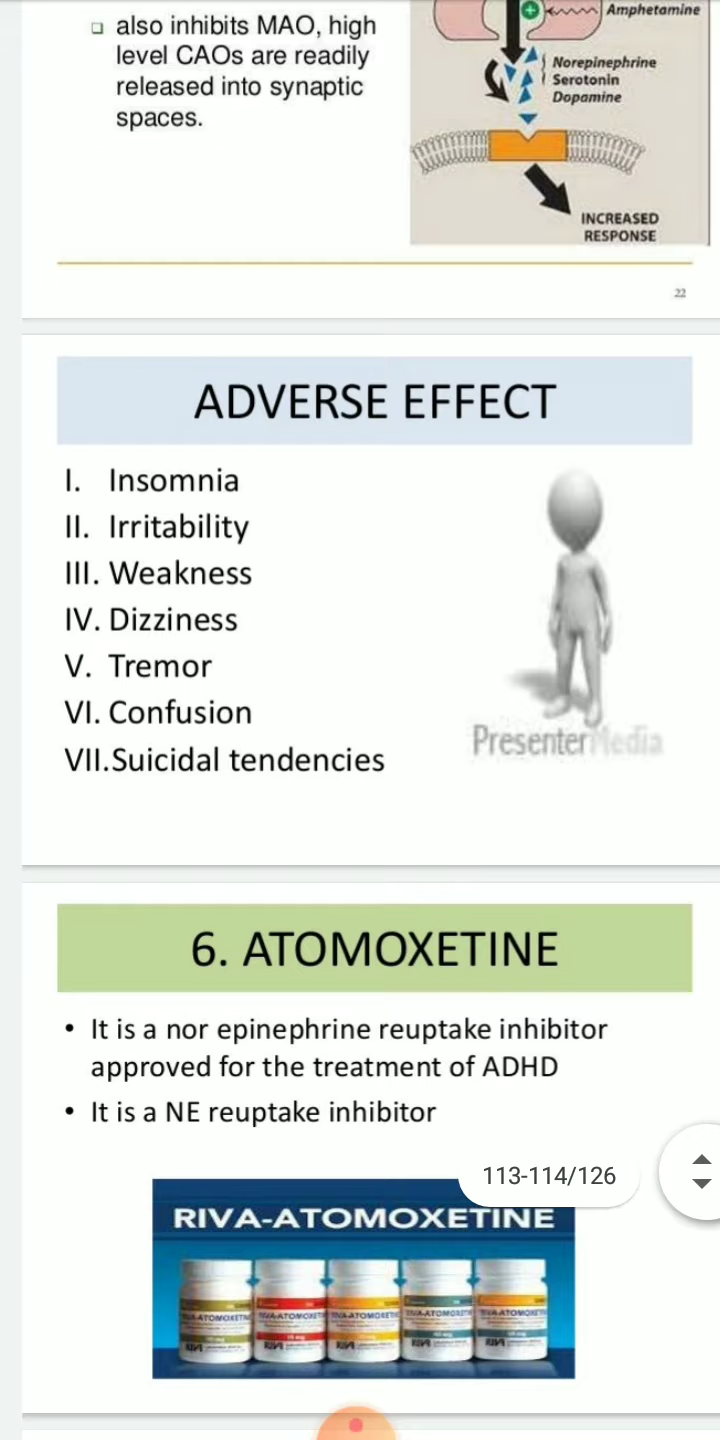 ❑ also inhibits MAO, high
level CAOs are readily
released into synaptic
spaces.
Amphetamine
Norepinephrine
Serotonin
Dopamine
INCREASED
RESPONSE
22
ADVERSE EFFECT
I. Insomnia
II. Irritability
III. Weakness
IV. Dizziness
V. Tremor
VI. Confusion
VII.Suicidal tendencies
PresenterMedia
6. ATOMOXETINE
• It is a nor epinephrine reuptake inhibitor
approved for the treatment of ADHD
• It is a NE reuptake inhibitor
113-114/126
RIVA-ATOMOXETINE